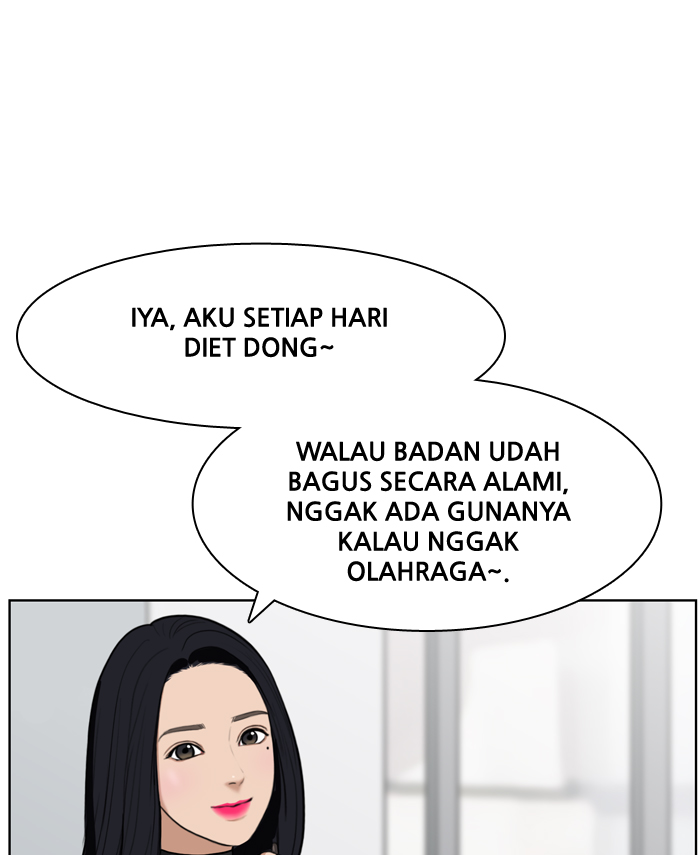 IYA, AKU SETIAP HARI
DIET DONG~
WALAU BADAN UDAH
BAGUS SECARA ALAMI,
NGGAK ADA GUNANYA
KALAU NGGAK
OLAHRAGA~.